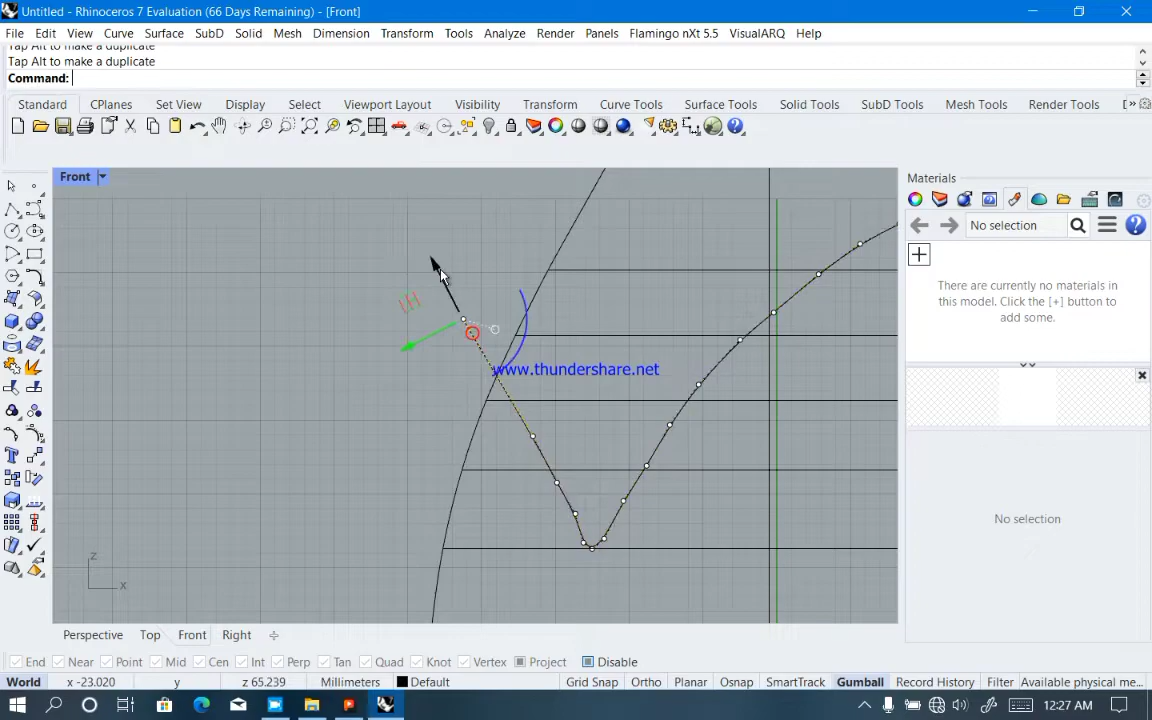 Untitled - Rhinoceros 7 Evaluation (66 Days Remaining) - [Front]
File Edit View Curve Surface SubD Solid Mesh Dimension Transform Tools Analyze Render Panels Flamingo nXt 5.5 VisualARQ Help
Tap Alt to make a duplicate
Tap Alt to make a duplicate
Command:
Standard CPlanes Set View Display Select Viewport Layout Visibility Transform Curve Tools Surface Tools Solid Tools SubD Tools Mesh Tools Render Tools
Front
Materials
No selection
There are currently no materials in
this model. Click the [+] button to
add some.
www.thundershare.net
No selection
z
x
Perspective Top Front Right
End Near Point Mid Cen Int Perp Tan Quad Knot Vertex Project Disable
World x -23.020 y z 65.239 Millimeters Default Grid Snap Ortho Planar Osnap SmartTrack Gumball Record History Filter Available physical me...
12:27 AM